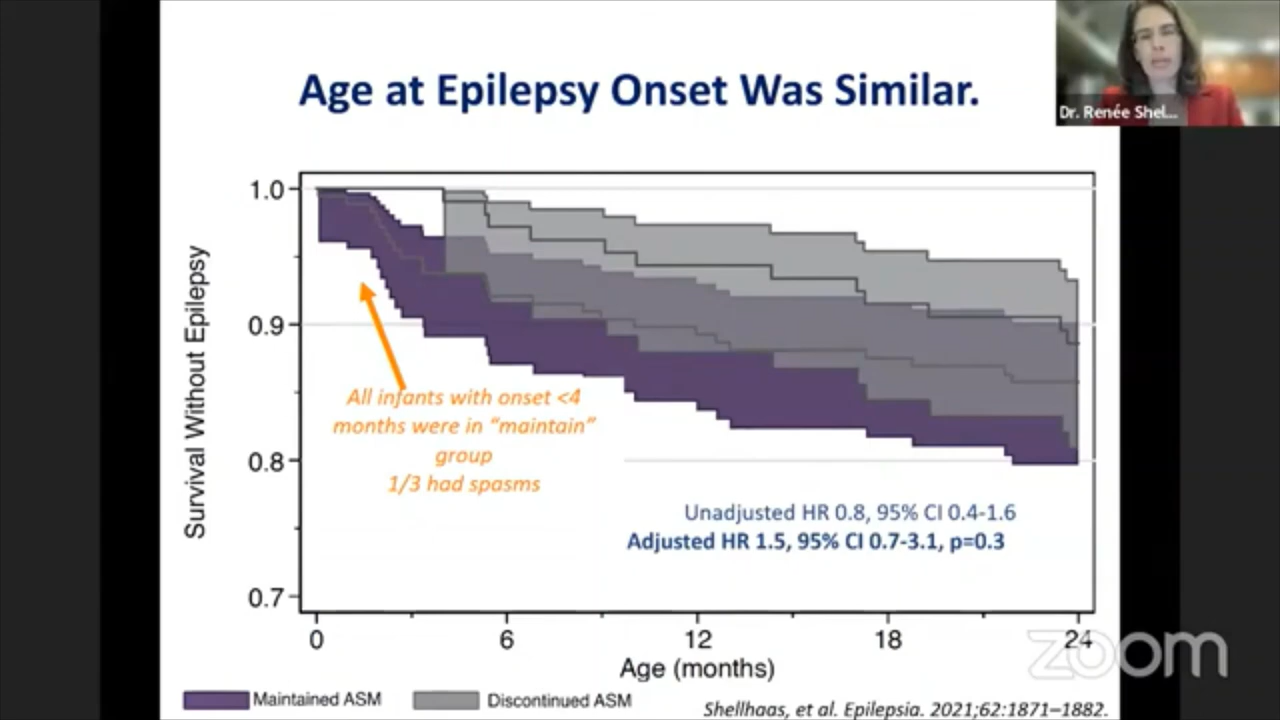 Age at Epilepsy Onset Was Similar.
Dr. Renée Shel...
Survival Without Epilepsy
1.0
0.9
0.8
0.7
All infants with onset <4
months were in “maintain”
group
1/3 had spasms
Unadjusted HR 0.8, 95% CI 0.4-1.6
Adjusted HR 1.5, 95% CI 0.7-3.1, p=0.3
0 6 12 18 24
Age (months)
zoom
Maintained ASM Discontinued ASM
Shellhaas, et al. Epilepsia. 2021;62:1871–1882.